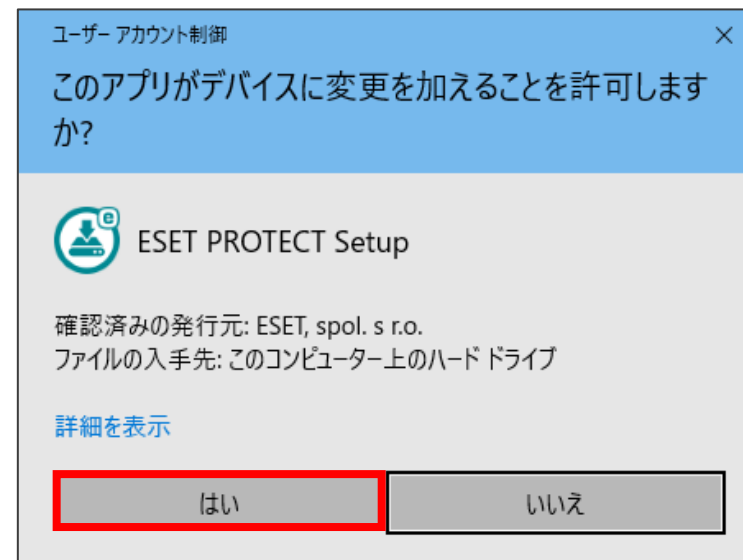 ユーザー アカウント制御
このアプリがデバイスに変更を加えることを許可します
か?
ESET PROTECT Setup
確認済みの発行元: ESET, spol. s r.o.
ファイルの入手先: このコンピューター上のハード ドライブ
詳細を表示
はい
いいえ